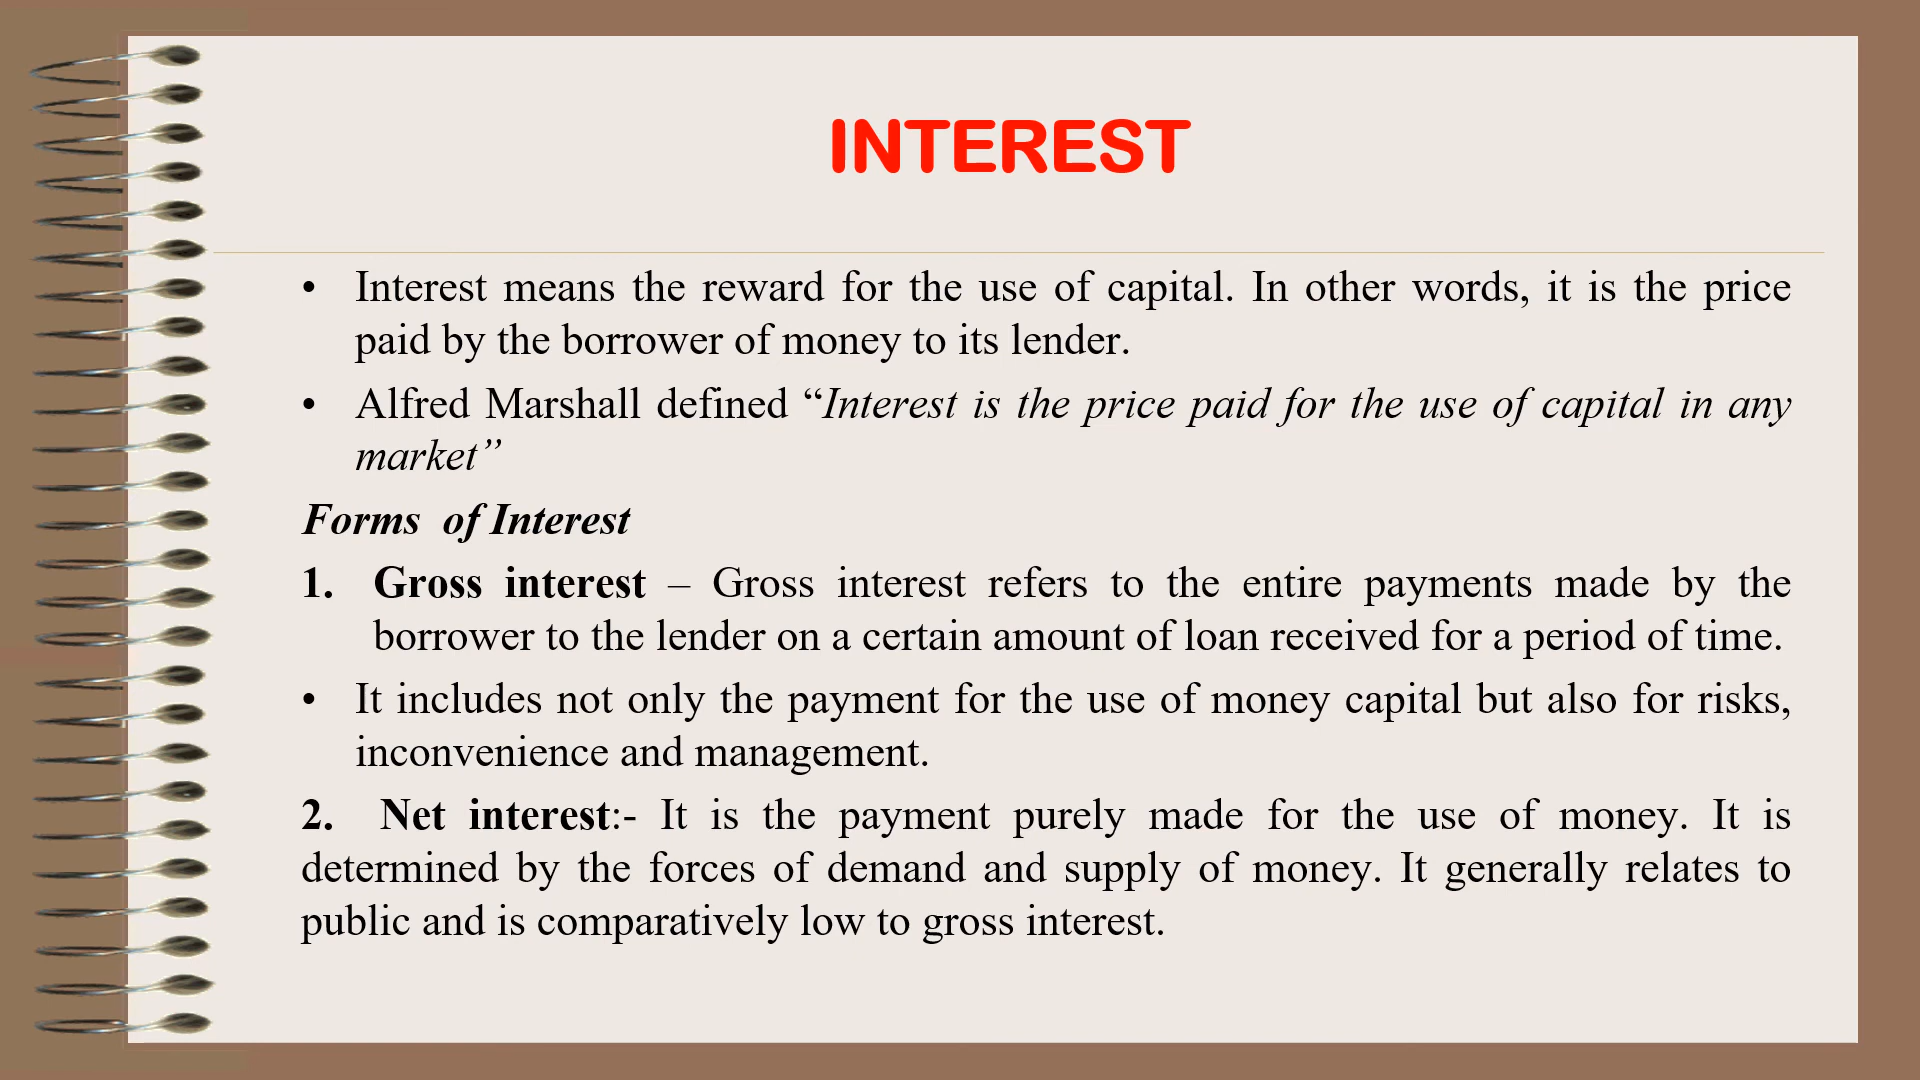 INTEREST
• Interest means the reward for the use of capital. In other words, it is the price
paid by the borrower of money to its lender.
• Alfred Marshall defined “Interest is the price paid for the use of capital in any
market”
Forms of Interest
1. Gross interest – Gross interest refers to the entire payments made by the
borrower to the lender on a certain amount of loan received for a period of time.
• It includes not only the payment for the use of money capital but also for risks,
inconvenience and management.
2. Net interest:- It is the payment purely made for the use of money. It is
determined by the forces of demand and supply of money. It generally relates to
public and is comparatively low to gross interest.